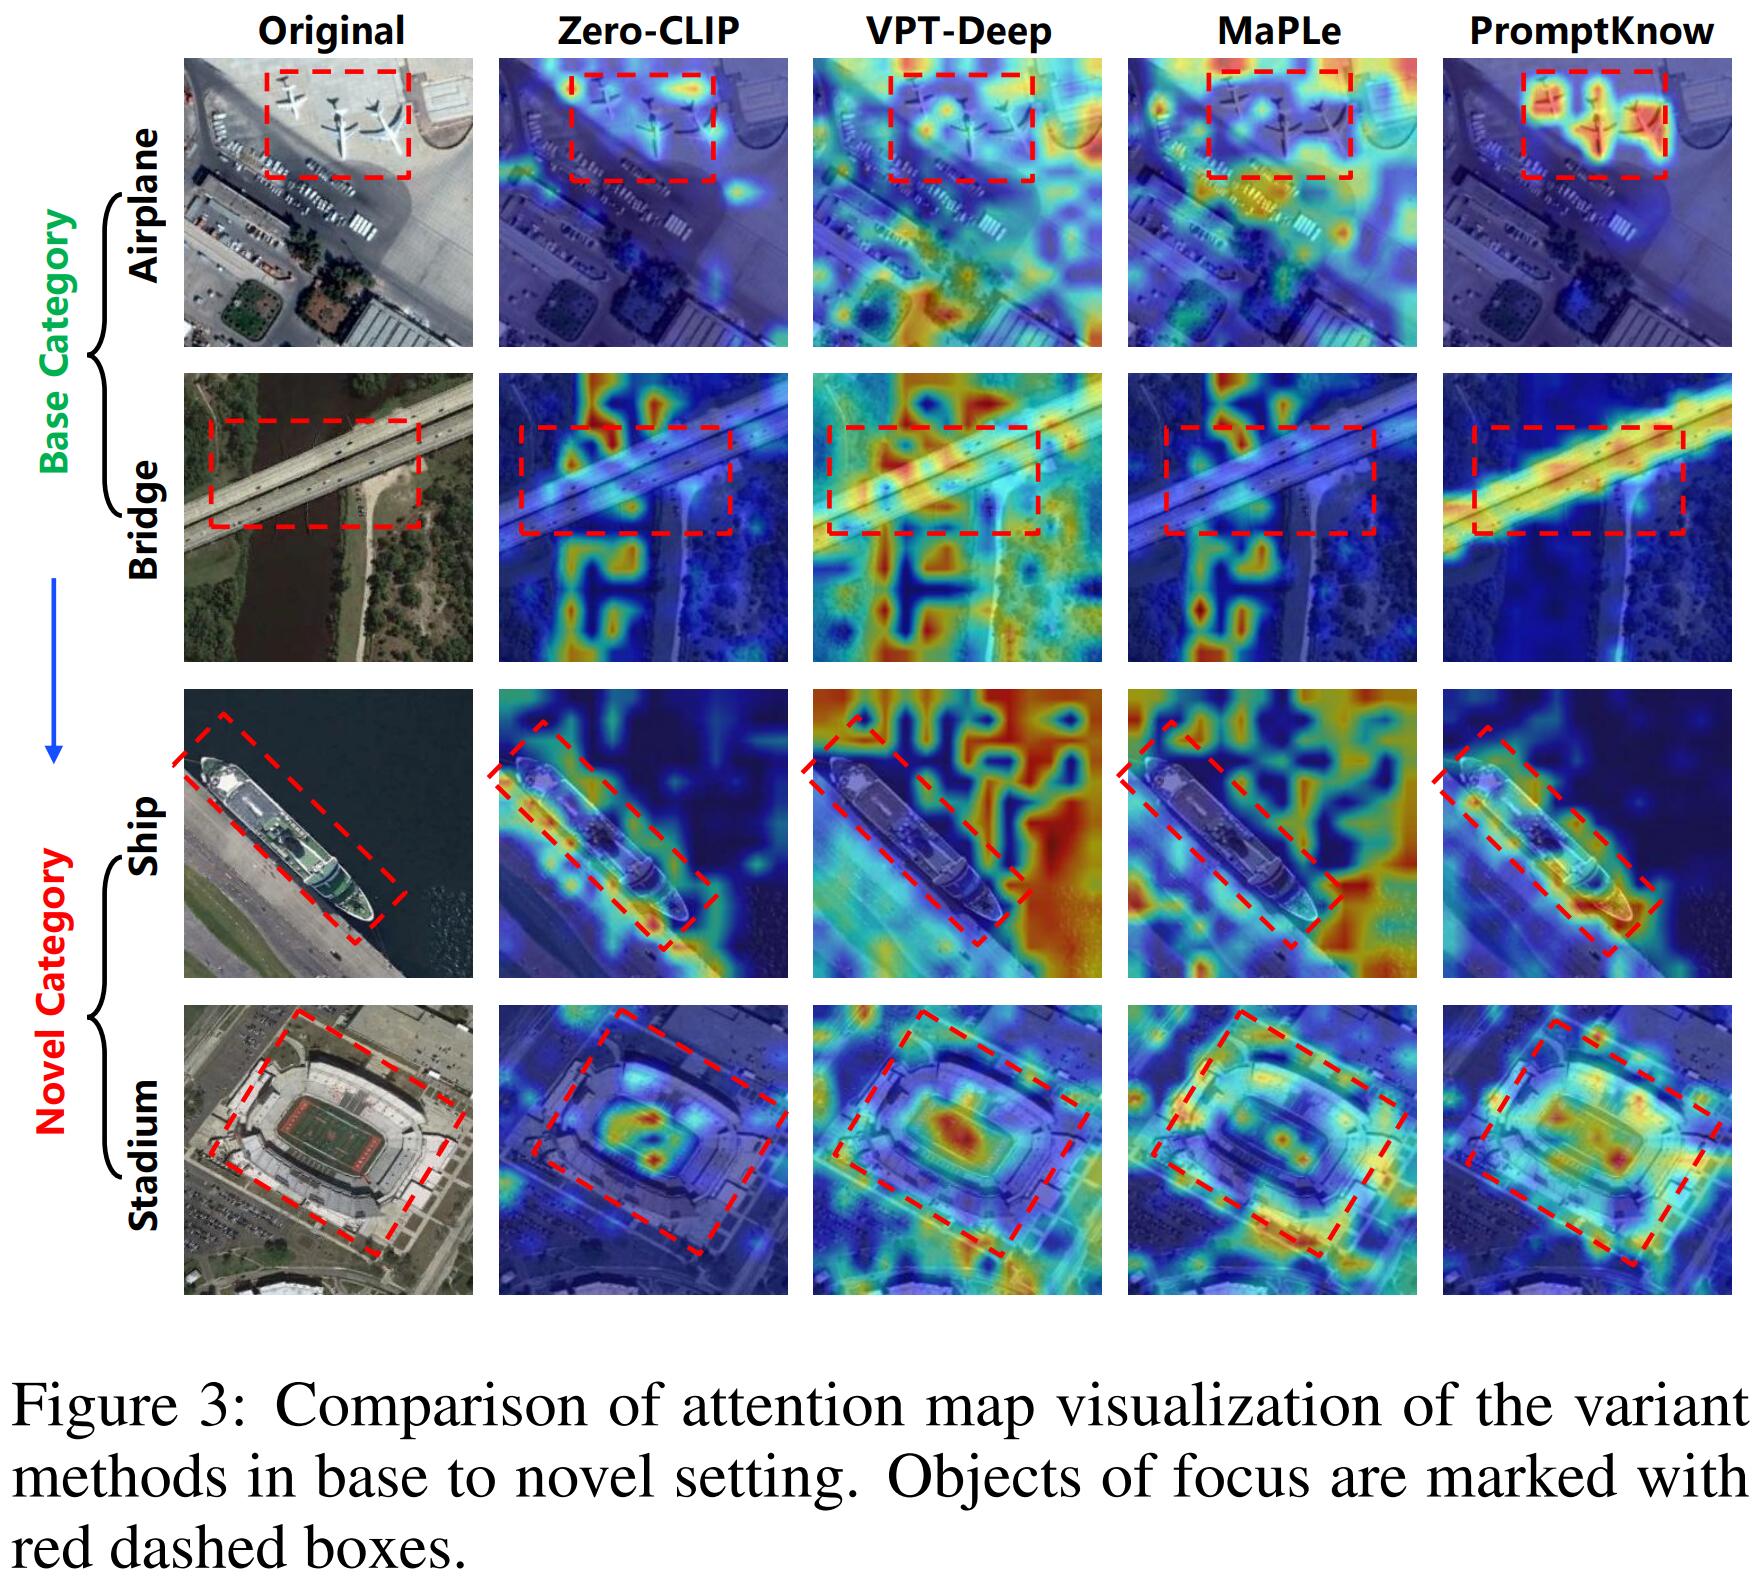 Original Zero-CLIP VPT-Deep MaPLe PromptKnow
Base Category
Airplane
Bridge
Novel Category
Ship
Stadium
Figure 3: Comparison of attention map visualization of the variant
methods in base to novel setting. Objects of focus are marked with
red dashed boxes.